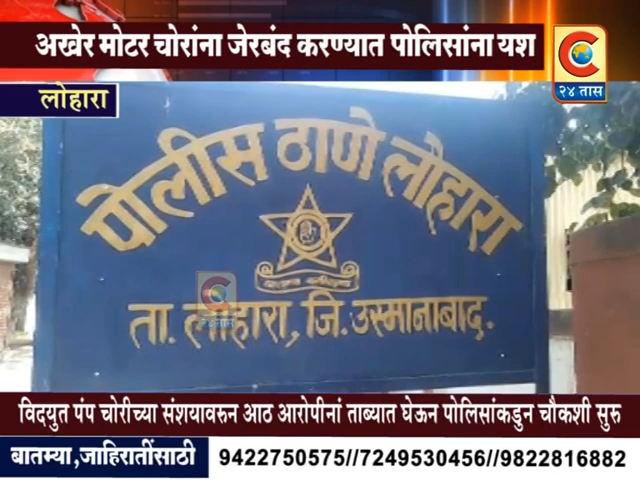 अखेर मोटर चोरांना जेरबंद करण्यात पोलिसांना यश
C
२४ तास
लोहारा
पोलीस ठाणे लोहारा
C
२४ तास
ता. लोहारा, जि. उस्मानाबाद.
विदयुत पंप चोरीच्या संशयावरुन आठ आरोपीनां ताब्यात घेऊन पोलिसांकडुन चौकशी सुरु
बातम्या,जाहिरातींसाठी
9422750575//7249530456//9822816882